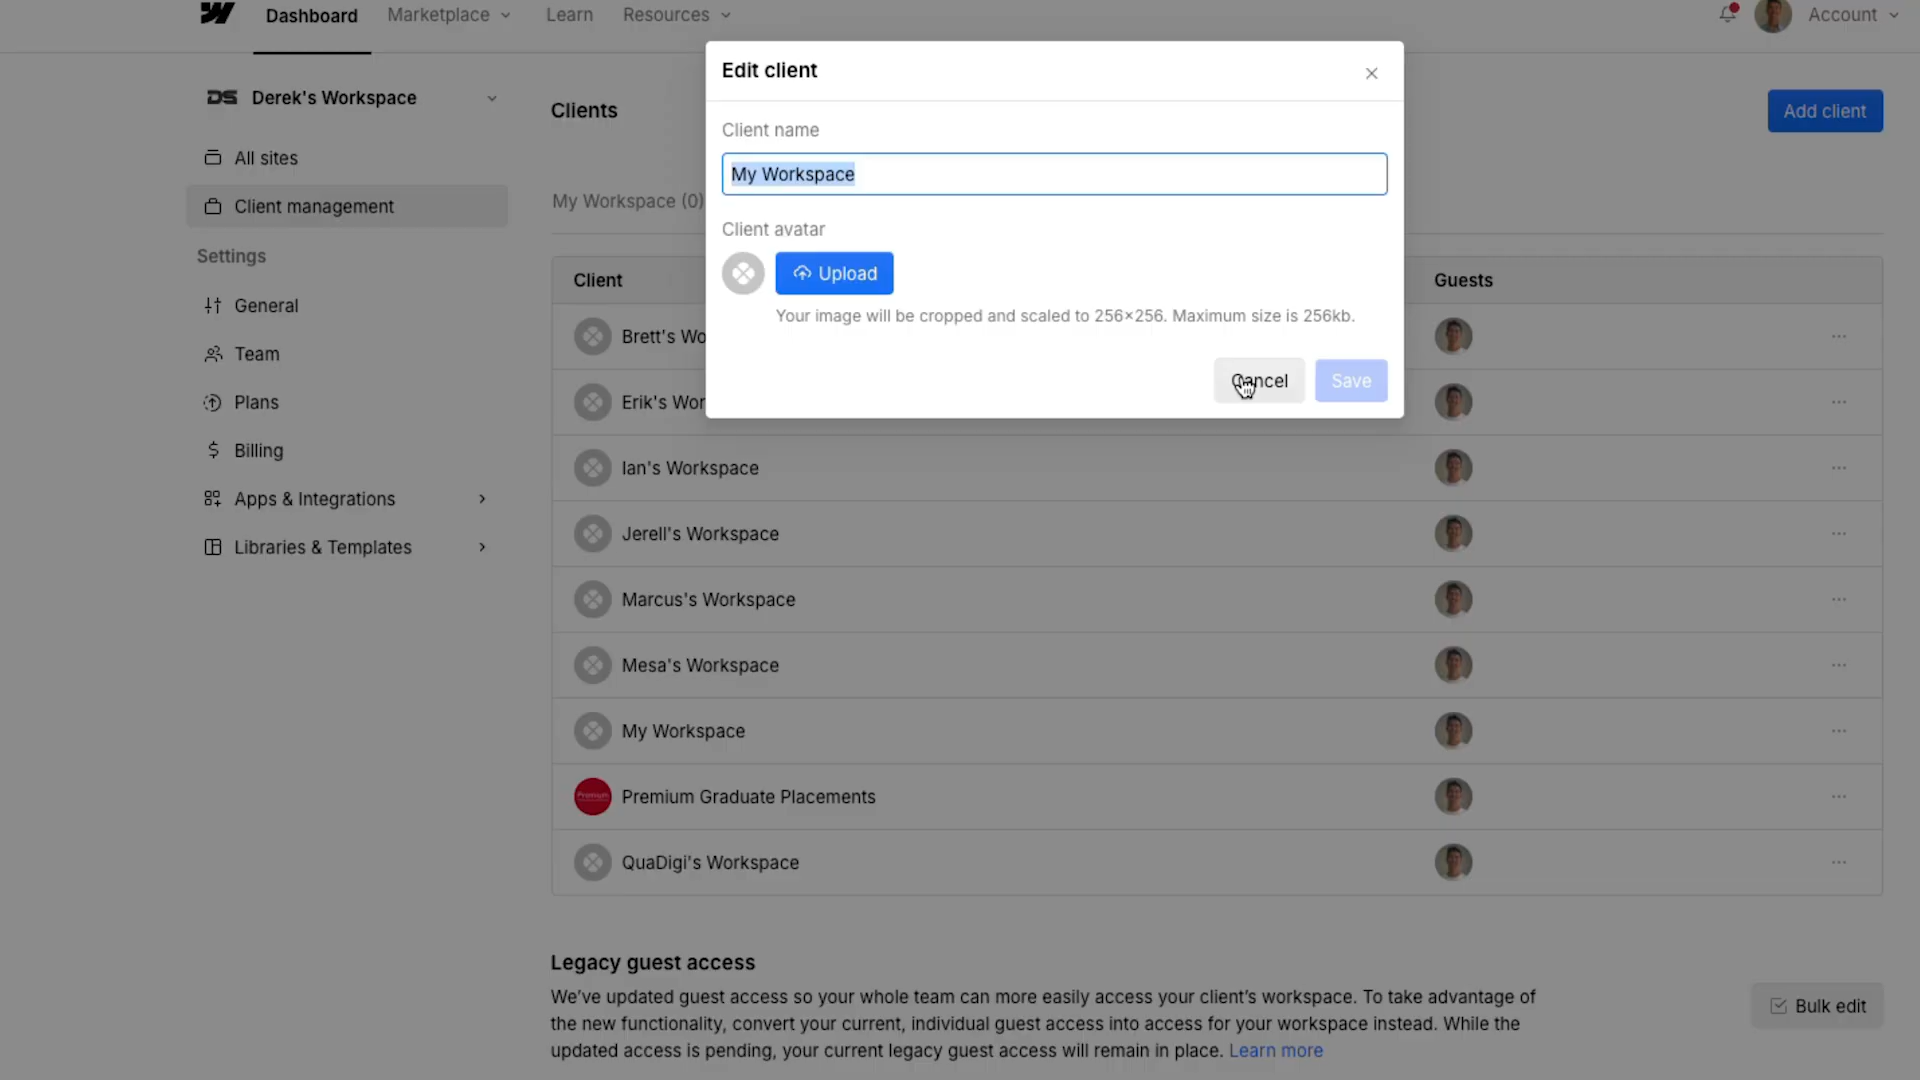 Dashboard
Marketplace
Learn
Resources
Account
DS
Derek's Workspace
All sites
Client management
Settings
General
Team
Plans
Billing
Apps & Integrations
Libraries & Templates
Clients
Add client
My Workspace (0)
Edit client
Client name
My Workspace
Client avatar
Upload
Your image will be cropped and scaled to 256×256. Maximum size is 256kb.
Cancel
Save
Client
Guests
Brett's Wo
Erik's Wor
Ian's Workspace
Jerell's Workspace
Marcus's Workspace
Mesa's Workspace
My Workspace
Premium
Premium Graduate Placements
QuaDigi's Workspace
Legacy guest access
We’ve updated guest access so your whole team can more easily access your client’s workspace. To take advantage of
the new functionality, convert your current, individual guest access into access for your workspace instead. While the
updated access is pending, your current legacy guest access will remain in place. Learn more
Bulk edit